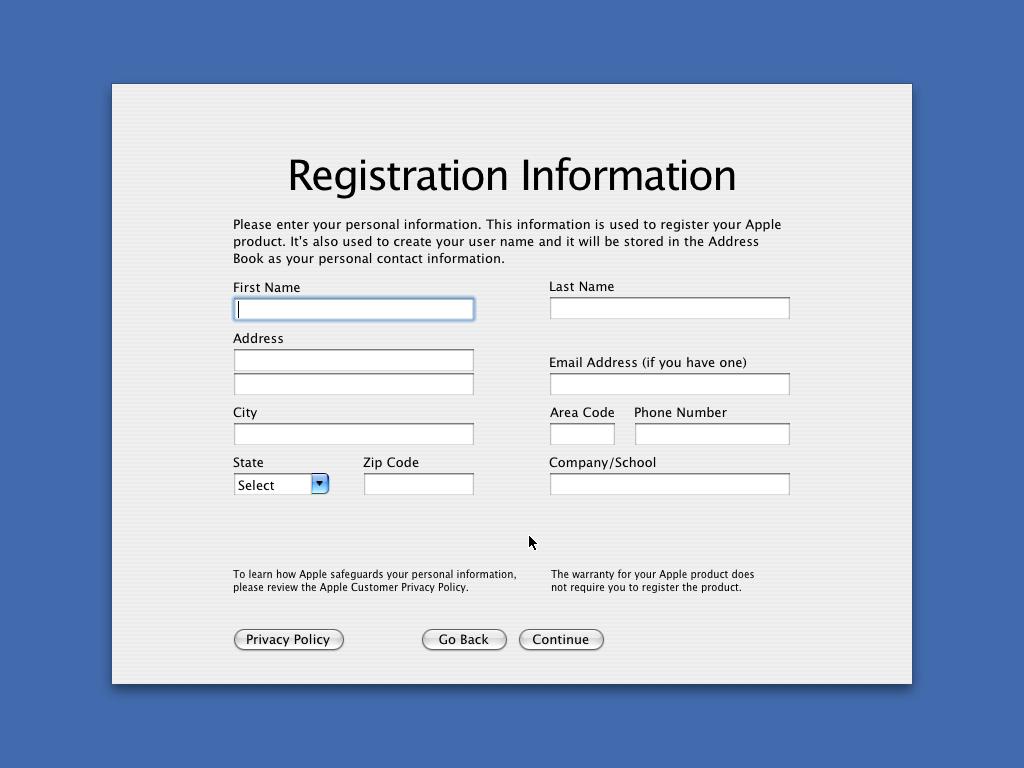 Registration Information
Please enter your personal information. This information is used to register your Apple
product. It's also used to create your user name and it will be stored in the Address
Book as your personal contact information.
First Name
Last Name
Address
Email Address (if you have one)
City
Area Code
Phone Number
State
Zip Code
Company/School
Select
To learn how Apple safeguards your personal information,
please review the Apple Customer Privacy Policy.
The warranty for your Apple product does
not require you to register the product.
Privacy Policy
Go Back
Continue